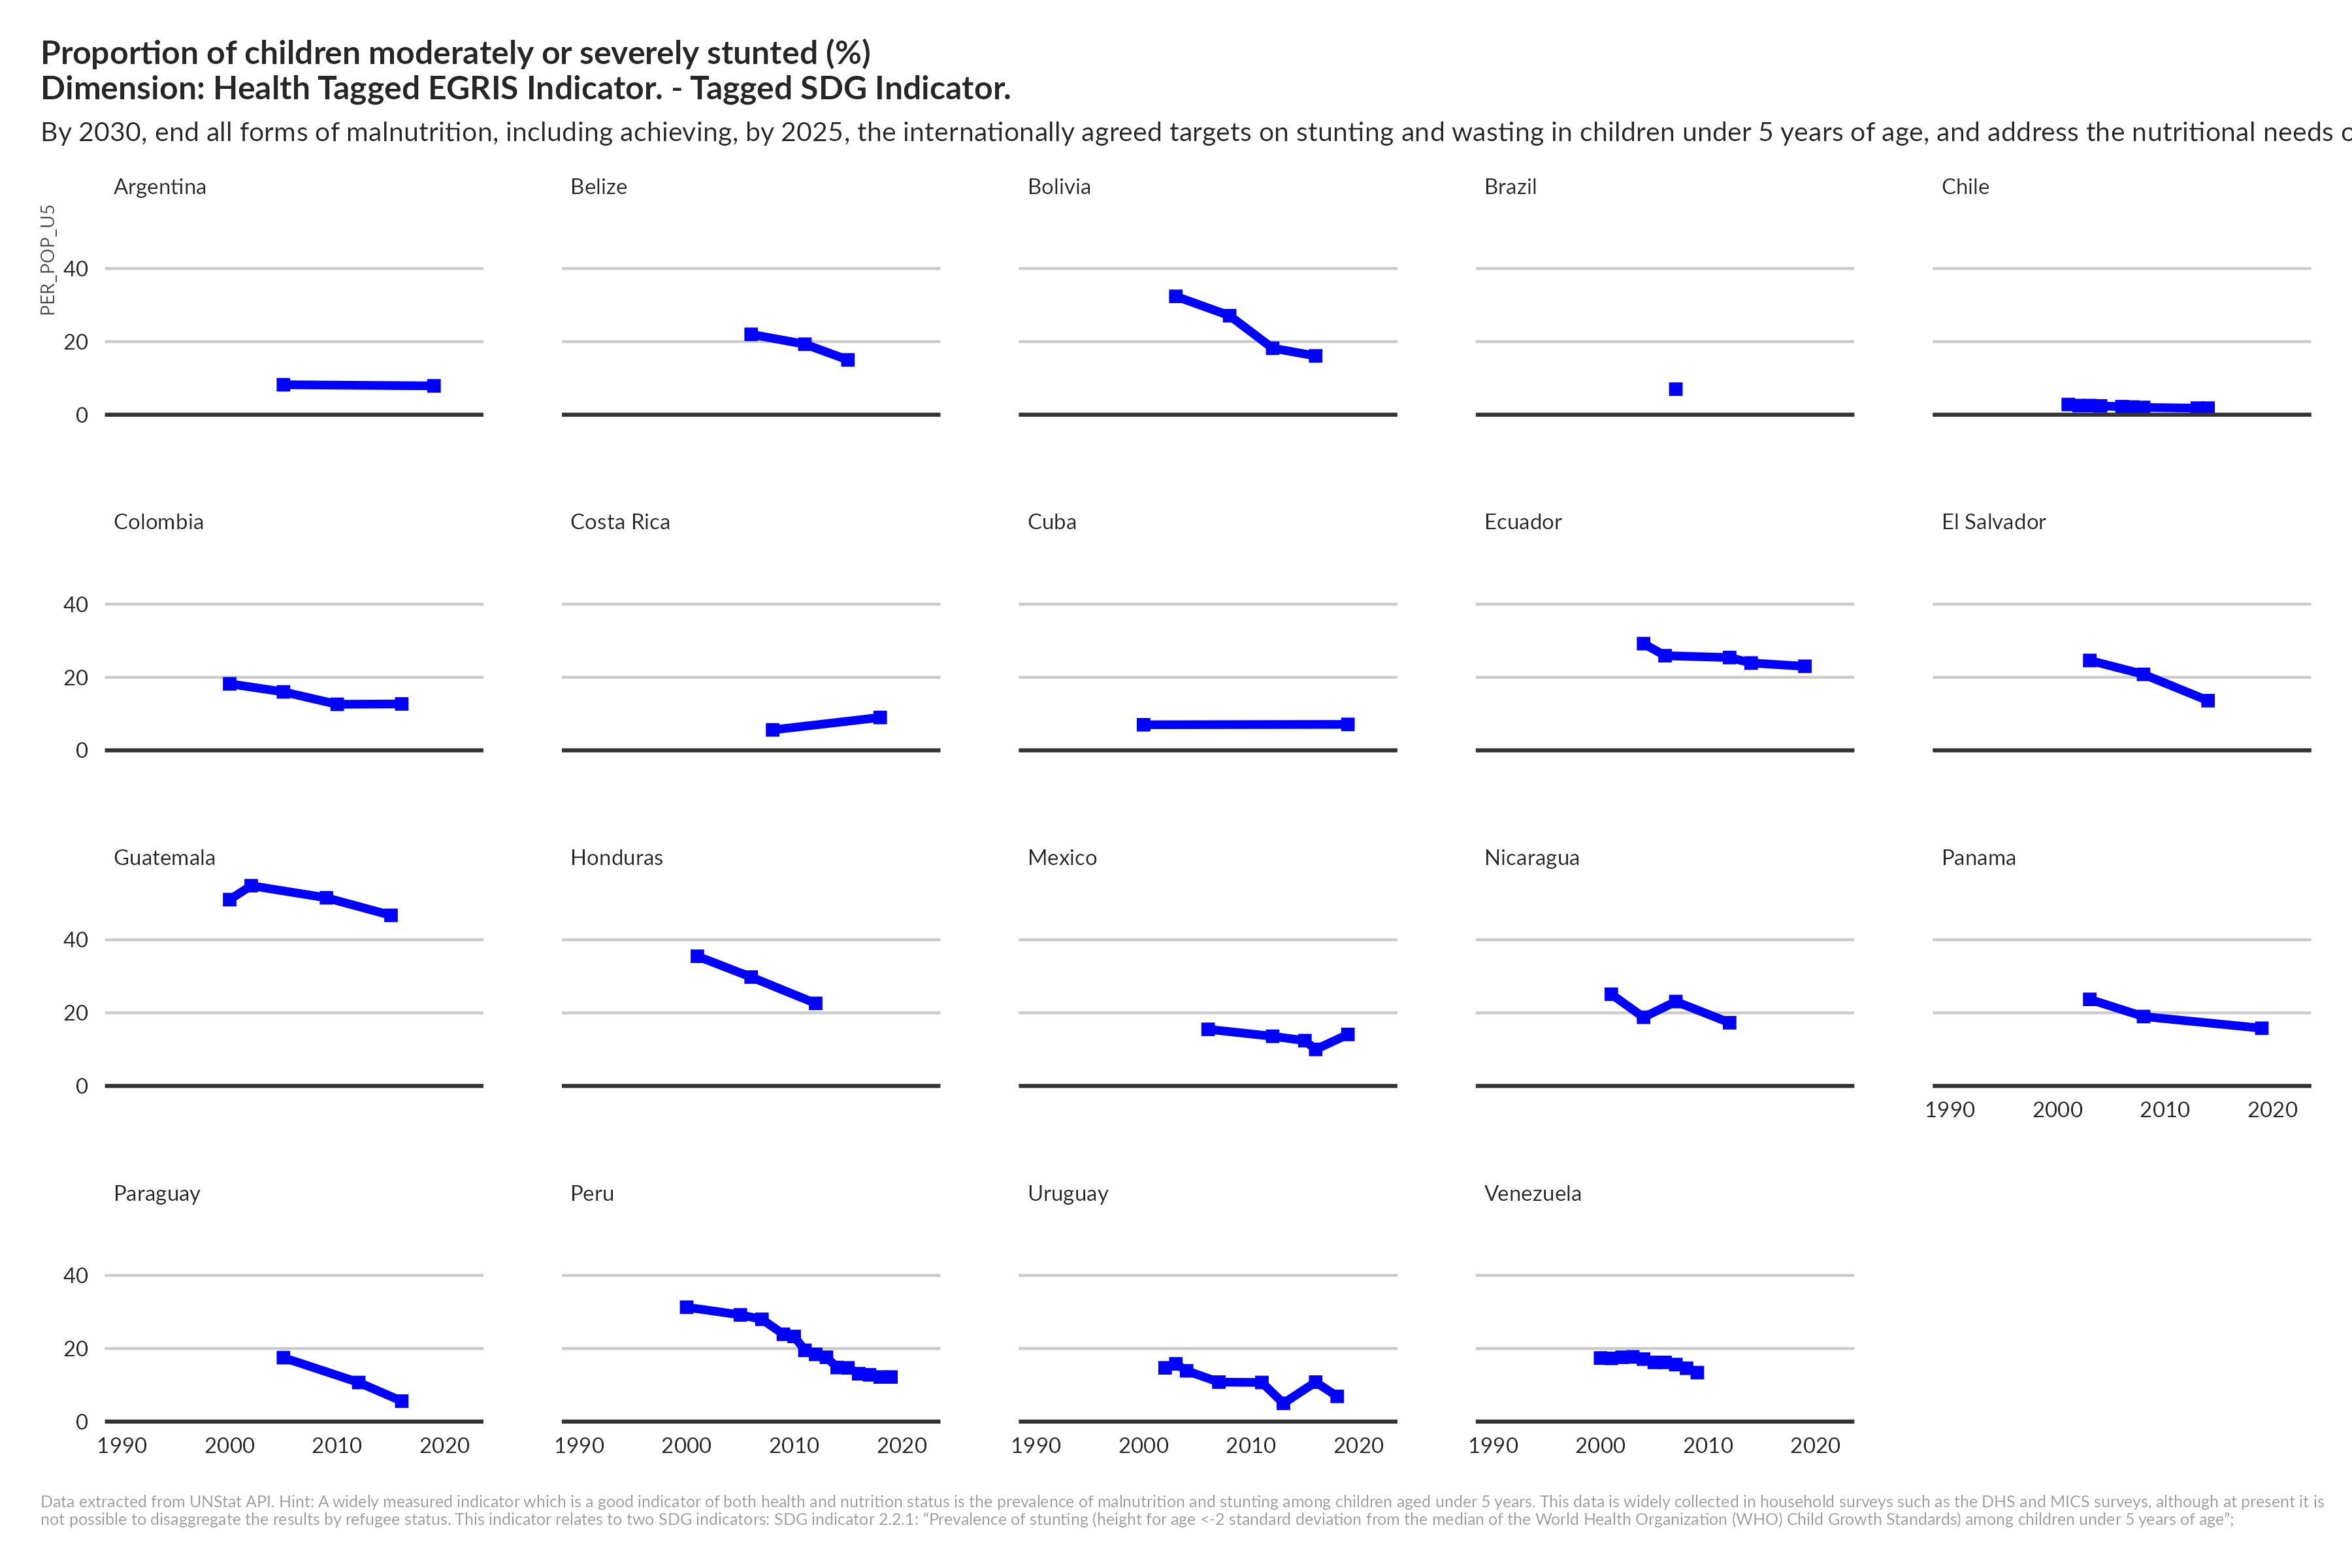 Proportion of children moderately or severely stunted (%)
Dimension: Health Tagged EGRIS Indicator. - Tagged SDG Indicator.
By 2030, end all forms of malnutrition, including achieving, by 2025, the internationally agreed targets on stunting and wasting in children under 5 years of age, and address the nutritional needs
Argentina
Belize
Bolivia
Brazil
Chile
PER_POP_U5
40
20
0
Colombia
Costa Rica
Cuba
Ecuador
El Salvador
40
20
0
Guatemala
Honduras
Mexico
Nicaragua
Panama
40
20
0
1990 2000 2010 2020
Paraguay
Peru
Uruguay
Venezuela
40
20
0
1990 2000 2010 2020
1990 2000 2010 2020
1990 2000 2010 2020
1990 2000 2010 2020
Data extracted from UNStat API. Hint: A widely measured indicator which is a good indicator of both health and nutrition status is the prevalence of malnutrition and stunting among children aged under 5 years. This data is widely collected in household surveys such as the DHS and MICS surveys, although at present it is
not possible to disaggregate the results by refugee status. This indicator relates to two SDG indicators: SDG indicator 2.2.1: “Prevalence of stunting (height for age <-2 standard deviation from the median of the World Health Organization (WHO) Child Growth Standards) among children under 5 years of age”;